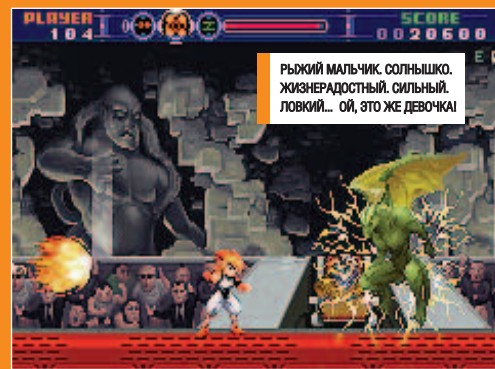 PLAYER
104
SCORE
0020600
РЫЖИЙ МАЛЬЧИК. СОЛНЫШКО.
ЖИЗНЕРАДОСТНЫЙ. СИЛЬНЫЙ.
ЛОВКИЙ... ОЙ, ЭТО ЖЕ ДЕВОЧКА!